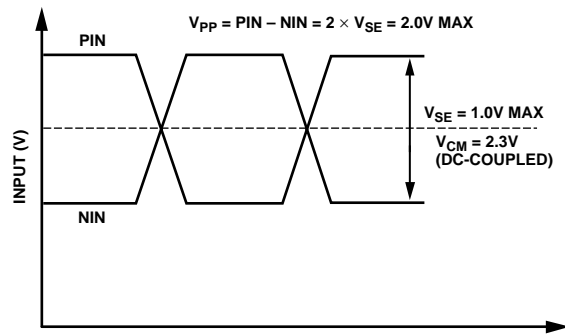 V_PP = PIN – NIN = 2 × V_SE = 2.0V MAX
PIN
V_SE = 1.0V MAX
V_CM = 2.3V
(DC-COUPLED)
INPUT (V)
NIN